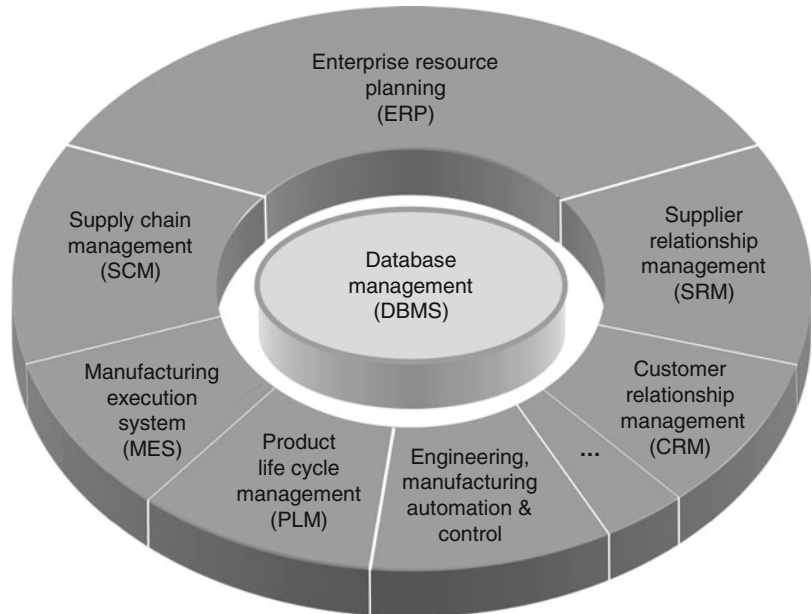 Enterprise resource
planning
(ERP)
Supply chain
management
(SCM)
Supplier
relationship
management
(SRM)
Database
management
(DBMS)
Manufacturing
execution
system
(MES)
Customer
relationship
management
(CRM)
Product
life cycle
management
(PLM)
Engineering,
manufacturing
automation &
control
...